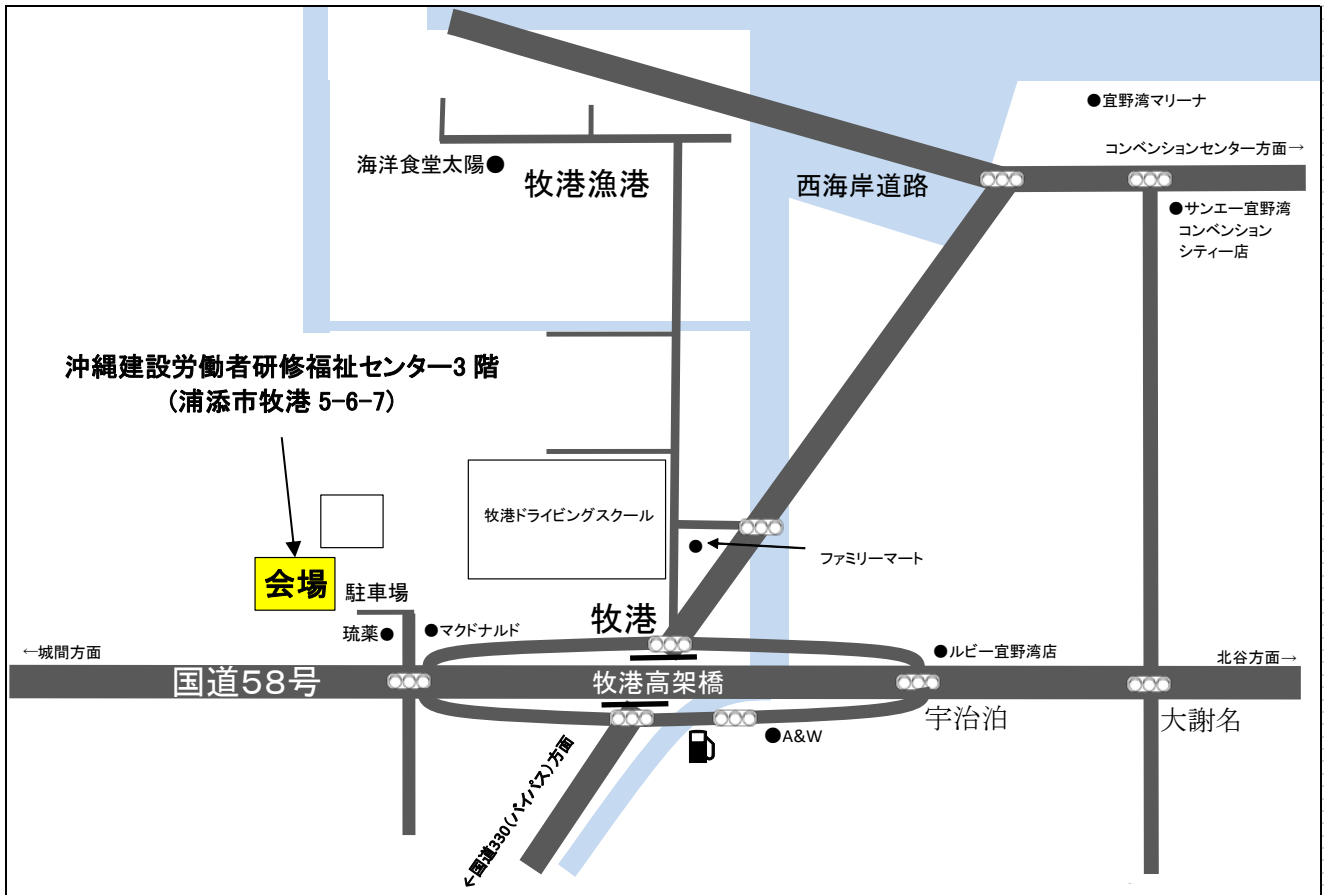 ●宜野湾マリーナ
コンベンションセンター方面→
海洋食堂太陽●
牧港漁港
西海岸道路
●サンエー宜野湾
コンベンション
シティー店
沖縄建設労働者研修福祉センター3 階
(浦添市牧港 5-6-7)
牧港ドライビングスクール
ファミリーマート
会場
駐車場
琉薬●
●マクドナルド
牧港
←城間方面
●ルビー宜野湾店
北谷方面→
国道58号
牧港高架橋
宇治泊
大謝名
●A&W
←国道330(バイパス)方面